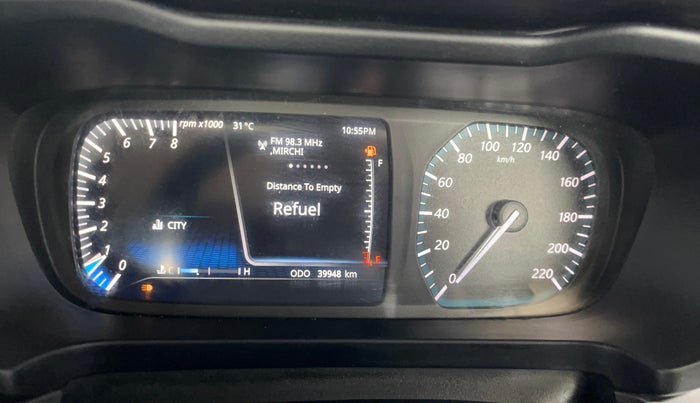 rpm x1000 31°C 10:55PM
FM 98.3 MHz
,MIRCHI
Distance To Empty
Refuel
CITY
ODO 39948 km
C H
F
0 1 2 3 4 5 6 7 8
0 20 40 60 80 100 120 140 160 180 200 220
km/h